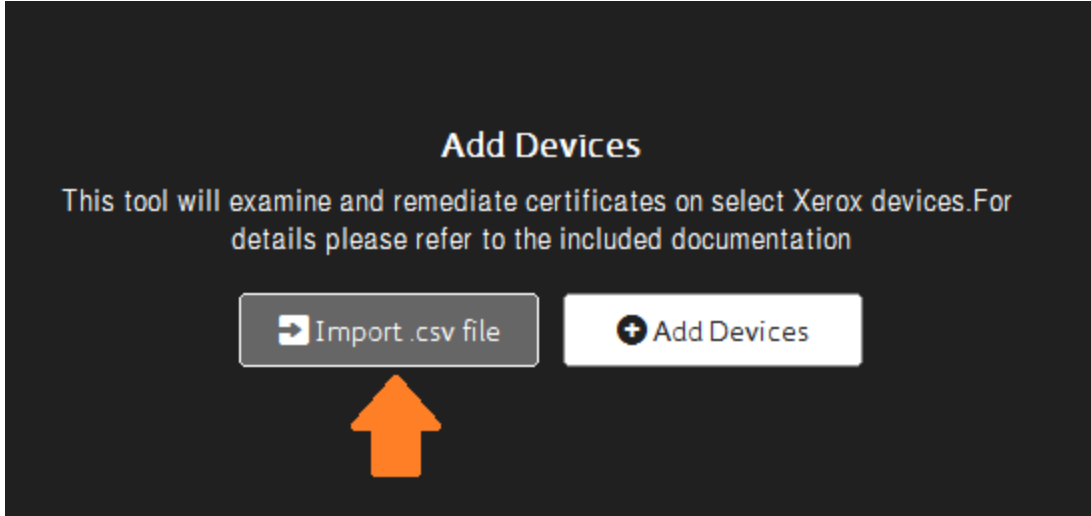 Add Devices
This tool will examine and remediate certificates on select Xerox devices.For
details please refer to the included documentation
Import .csv file
Add Devices